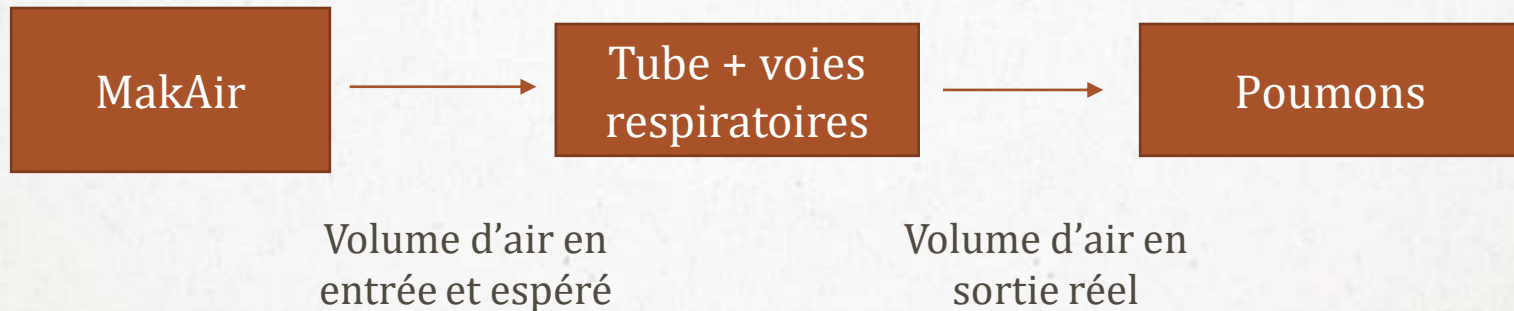 MakAir
Tube + voies
respiratoires
Poumons
Volume d’air en
entrée et espéré
Volume d’air en
sortie réel